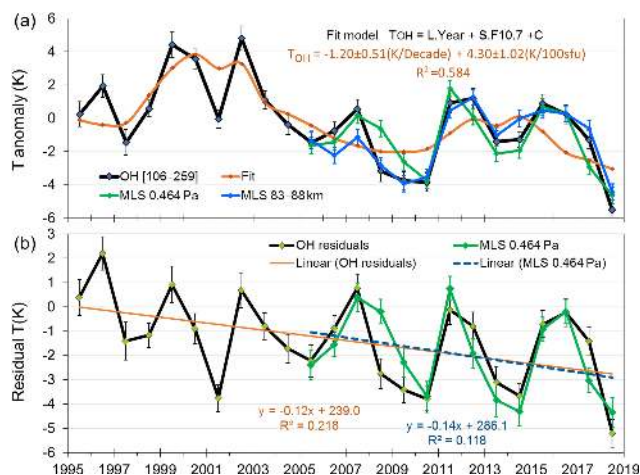 (a)
Fit model TOH = L.Year + S.F10.7 +C
TOH = -1.20±0.51(K/Decade) + 4.30±1.02(K/100sfu)
R² =0.584
T anomaly (K)
6
4
2
0
-2
-4
-6
OH [106-259]
Fit
MLS 0.464 Pa
MLS 83-88km
(b)
Residual T(K)
3
2
1
0
-1
-2
-3
-4
-5
-6
OH residuals
MLS 0.464 Pa
Linear (OH residuals)
Linear (MLS 0.464 Pa)
y = -0.12x + 239.0
R² = 0.218
y = -0.14x + 286.1
R² = 0.118
1995 1997 1999 2001 2003 2005 2007 2009 2011 2013 2015 2017 2019